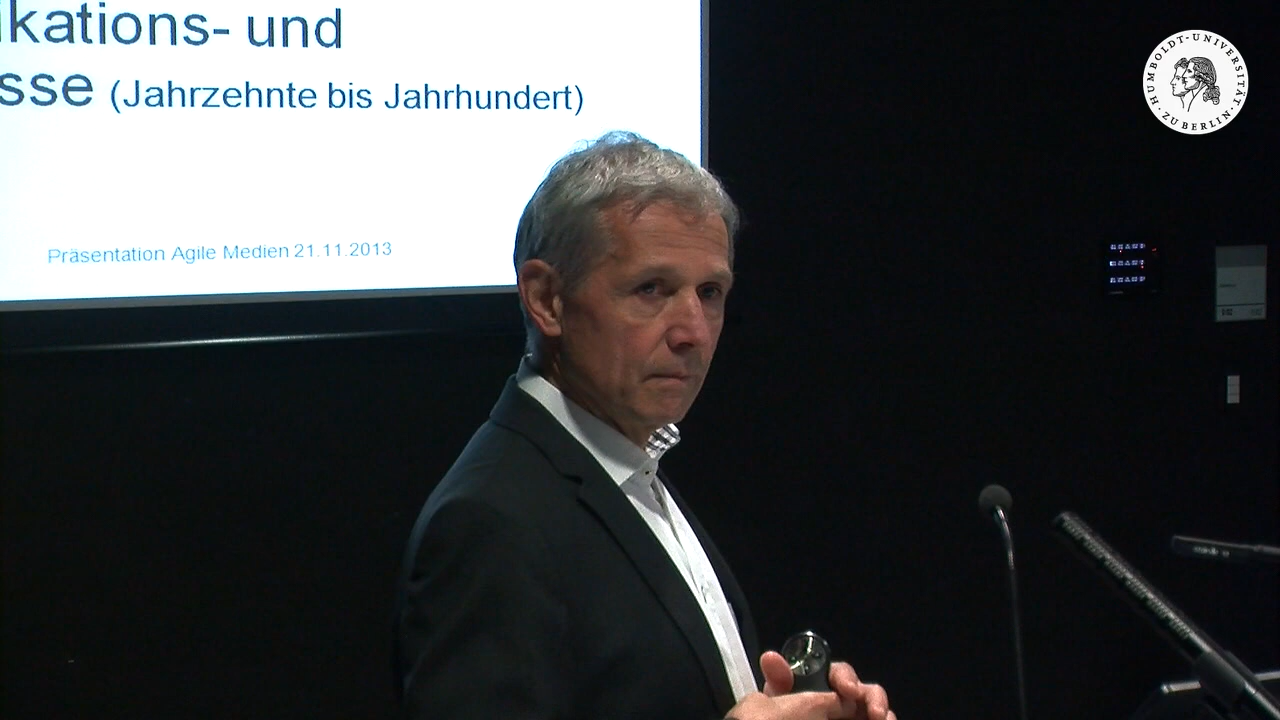 ikations- und
sse (Jahrzehnte bis Jahrhundert)
Präsentation Agile Medien 21.11.2013
HUMBOLDT-UNIVERSITÄT
ZU BERLIN